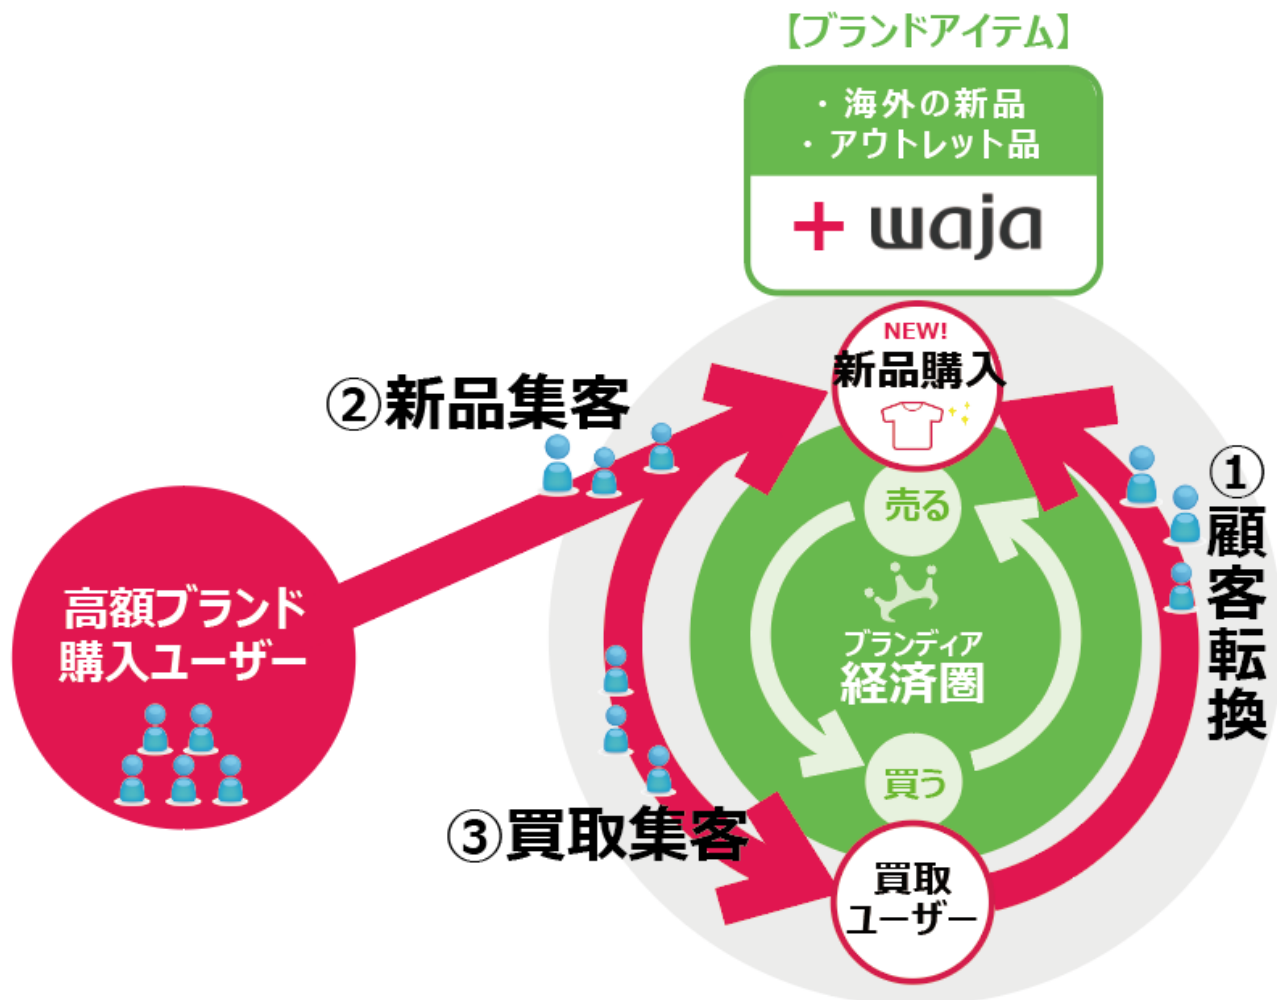 【ブランドアイテム】
・海外の新品
・アウトレット品
+ waja
NEW!
新品購入
②新品集客
①顧客転換
売る
高額ブランド
購入ユーザー
ブランディア
経済圏
買う
③買取集客
買取
ユーザー